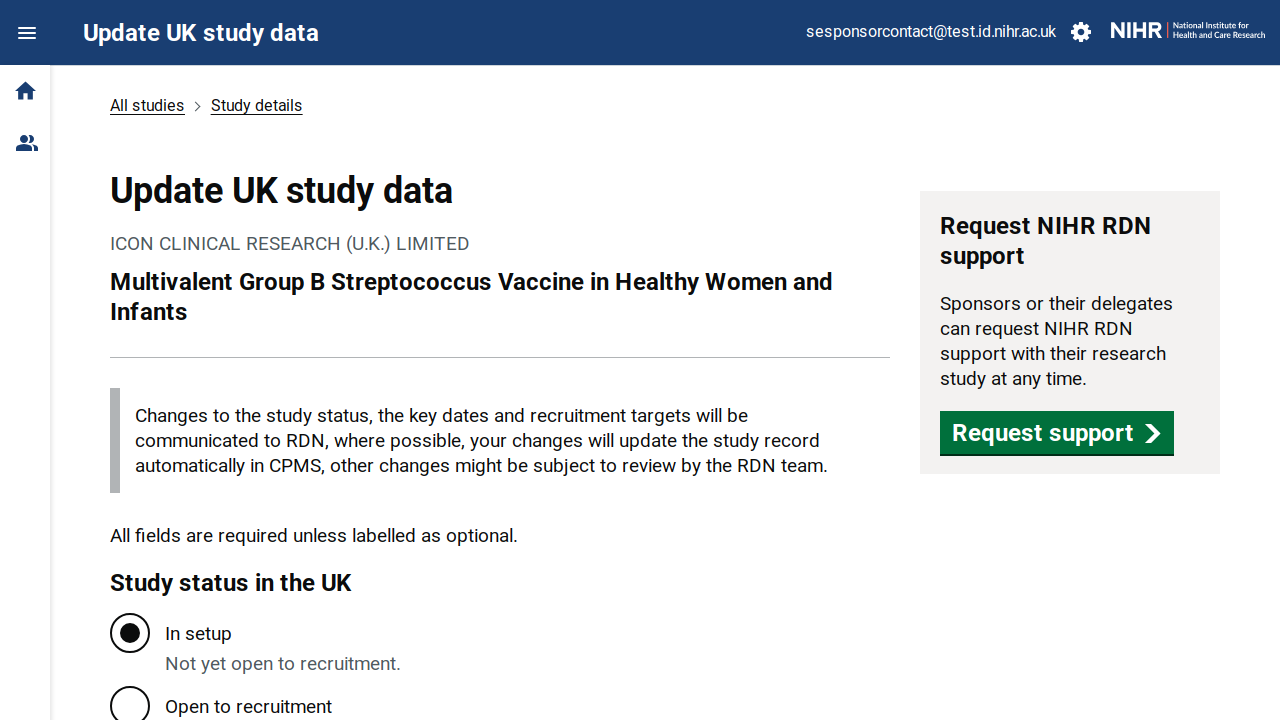 Update UK study data
sesponsorcontact@test.id.nihr.ac.uk
NIHR
National Institute for
Health and Care Research
All studies
Study details
Update UK study data
ICON CLINICAL RESEARCH (U.K.) LIMITED
Multivalent Group B Streptococcus Vaccine in Healthy Women and
Infants
Changes to the study status, the key dates and recruitment targets will be
communicated to RDN, where possible, your changes will update the study record
automatically in CPMS, other changes might be subject to review by the RDN team.
All fields are required unless labelled as optional.
Study status in the UK
In setup
Not yet open to recruitment.
Open to recruitment
Request NIHR RDN
support
Sponsors or their delegates
can request NIHR RDN
support with their research
study at any time.
Request support